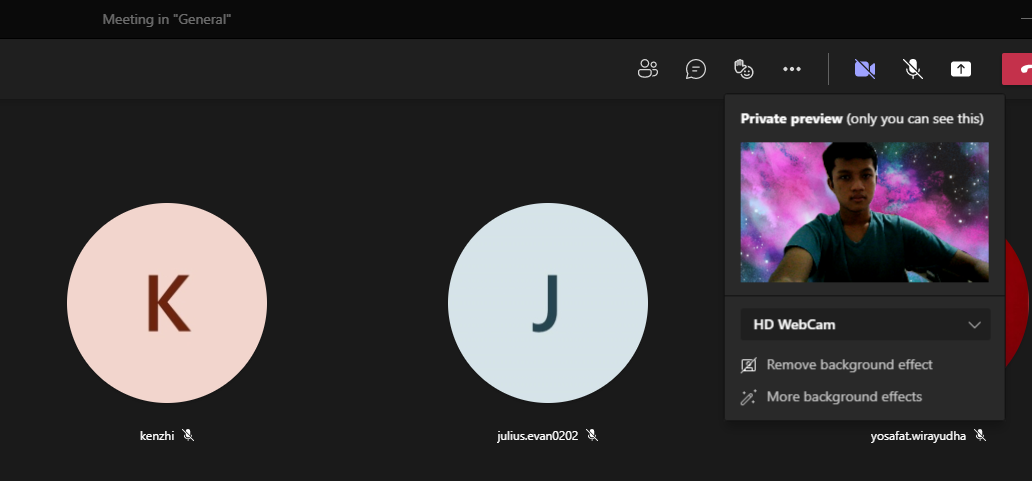 Meeting in "General"
Private preview (only you can see this)
K
J
HD WebCam
Remove background effect
More background effects
kenzhi
julius.evan0202
yosafat.wirayudha